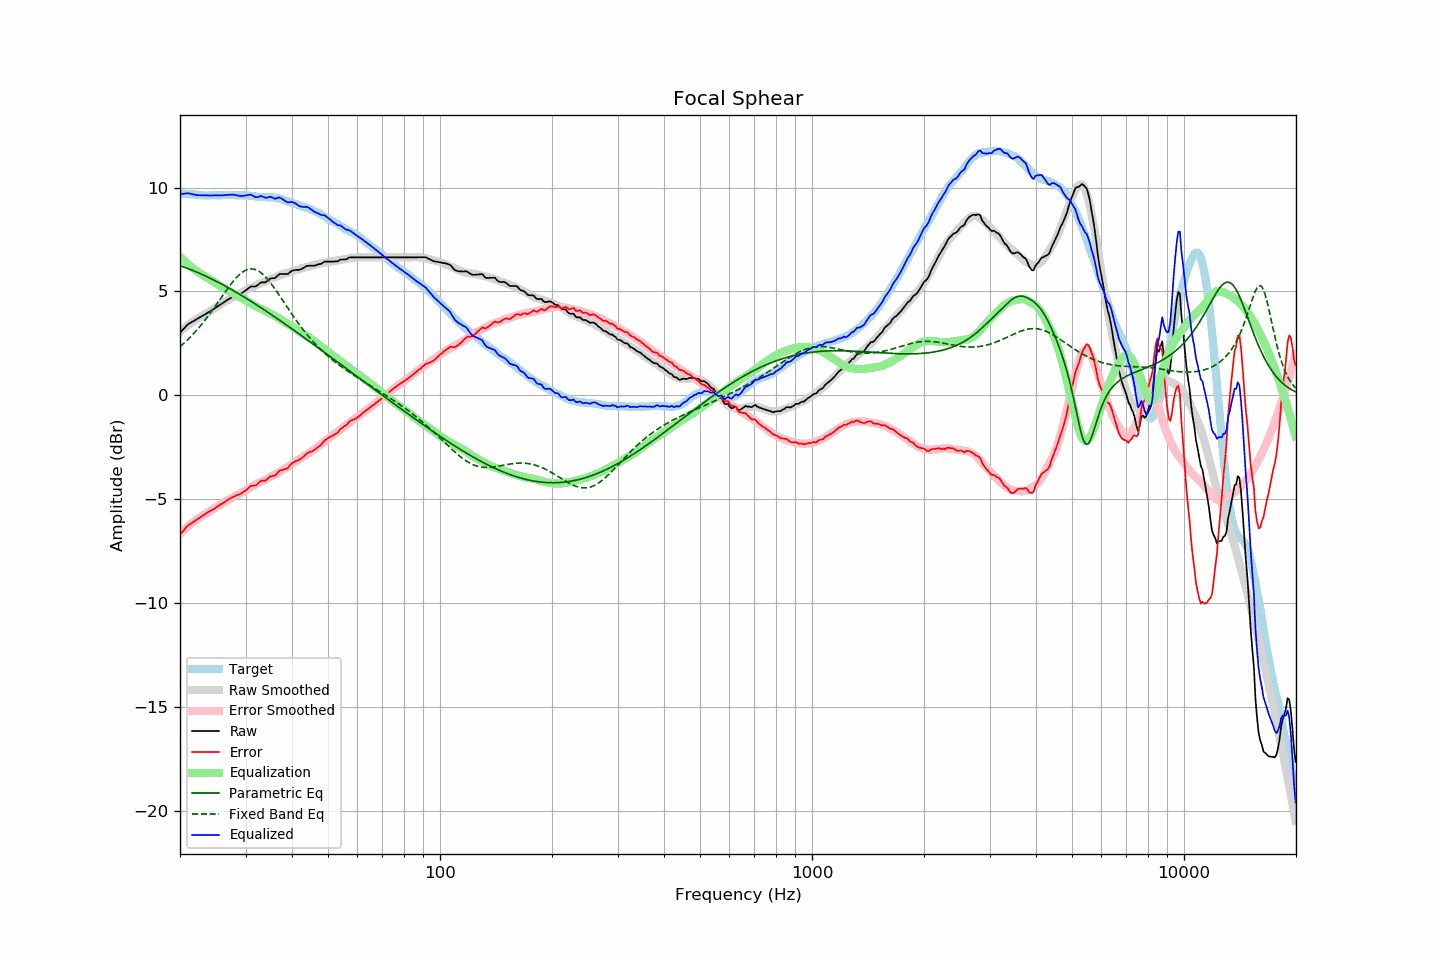 Focal Sphear
Amplitude (dBr)
10
5
0
−5
−10
−15
−20
Target
Raw Smoothed
Error Smoothed
Raw
Error
Equalization
Parametric Eq
Fixed Band Eq
Equalized
100
1000
10000
Frequency (Hz)